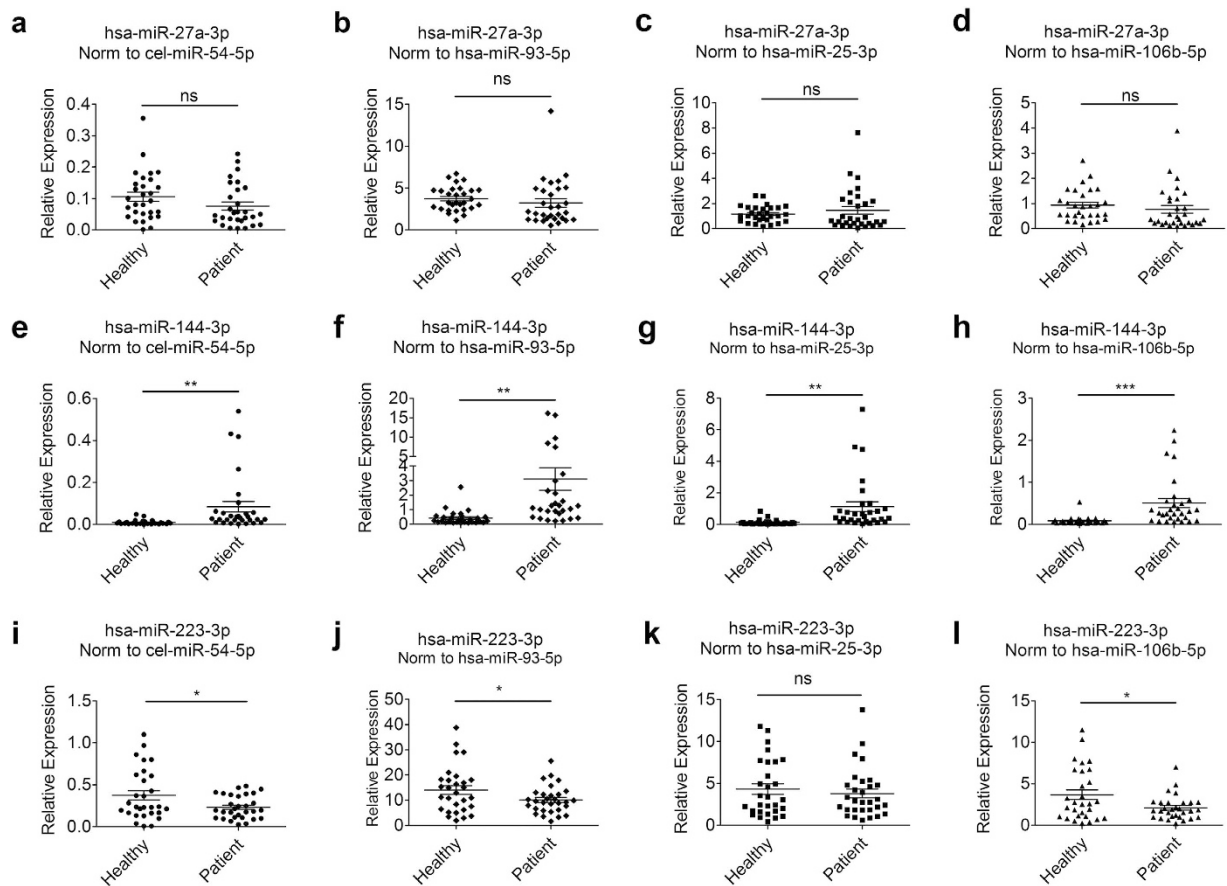 a
hsa-miR-27a-3p
Norm to cel-miR-54-5p
ns
Relative Expression
0.4
0.3
0.2
0.1
0.0
Healthy
Patient
b
hsa-miR-27a-3p
Norm to hsa-miR-93-5p
ns
Relative Expression
15
10
5
0
Healthy
Patient
c
hsa-miR-27a-3p
Norm to hsa-miR-25-3p
ns
Relative Expression
10
8
6
4
2
0
Healthy
Patient
d
hsa-miR-27a-3p
Norm to hsa-miR-106b-5p
ns
Relative Expression
5
4
3
2
1
0
Healthy
Patient
e
hsa-miR-144-3p
Norm to cel-miR-54-5p
**
Relative Expression
0.6
0.4
0.2
0.0
Healthy
Patient
f
hsa-miR-144-3p
Norm to hsa-miR-93-5p
**
Relative Expression
20
15
10
5
4
3
2
1
0
Healthy
Patient
g
hsa-miR-144-3p
Norm to hsa-miR-25-3p
**
Relative Expression
8
6
4
2
0
Healthy
Patient
h
hsa-miR-144-3p
Norm to hsa-miR-106b-5p
***
Relative Expression
3
2
1
0
Healthy
Patient
i
hsa-miR-223-3p
Norm to cel-miR-54-5p
*
Relative Expression
1.5
1.0
0.5
0.0
Healthy
Patient
j
hsa-miR-223-3p
Norm to hsa-miR-93-5p
*
Relative Expression
50
40
30
20
10
0
Healthy
Patient
k
hsa-miR-223-3p
Norm to hsa-miR-25-3p
ns
Relative Expression
15
10
5
0
Healthy
Patient
l
hsa-miR-223-3p
Norm to hsa-miR-106b-5p
*
Relative Expression
15
10
5
0
Healthy
Patient